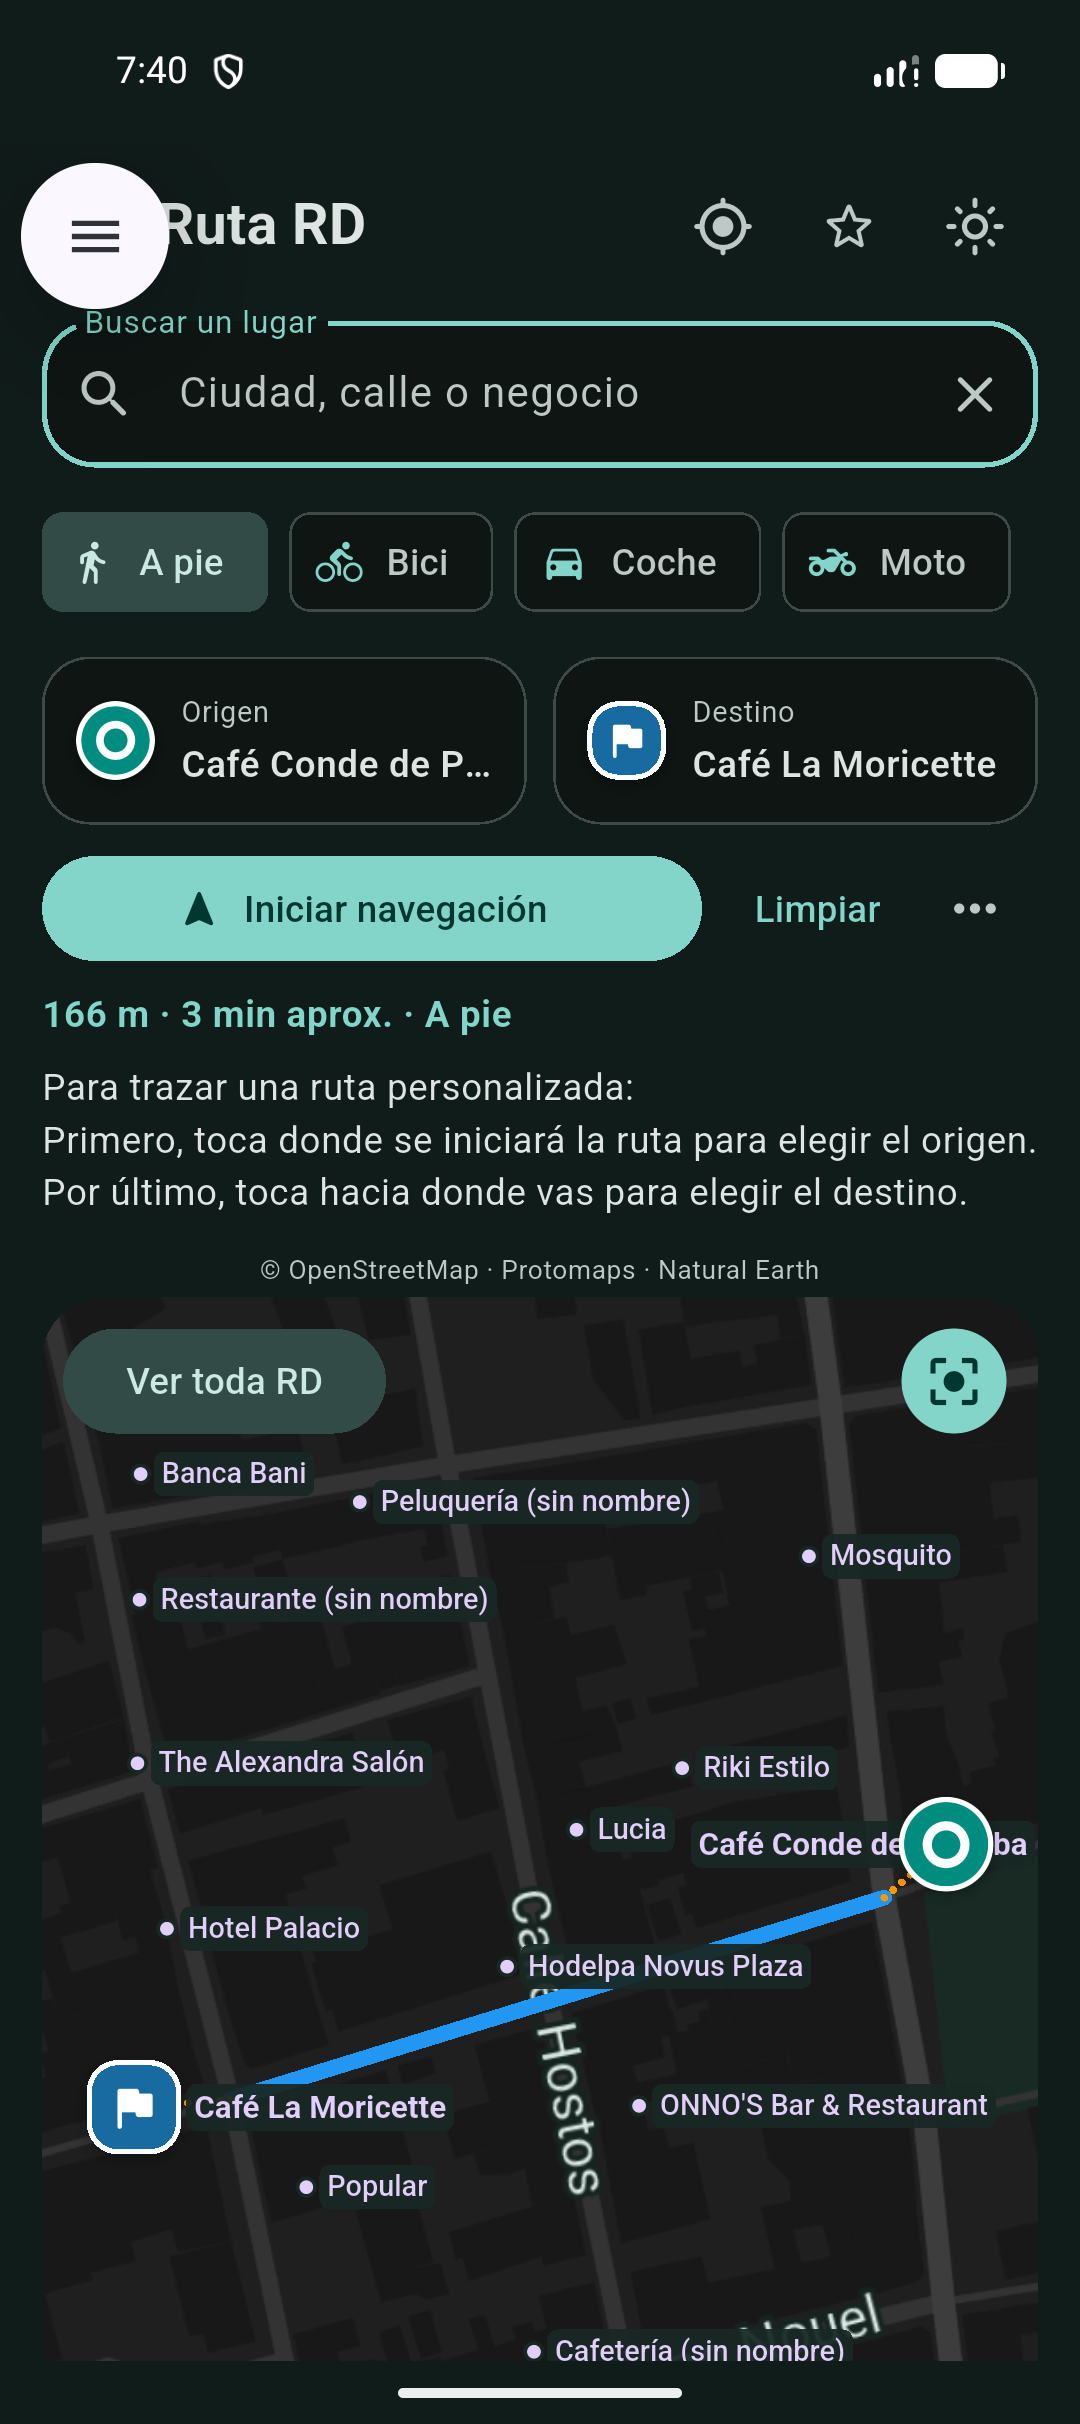 7:40
Ruta RD
Buscar un lugar
Ciudad, calle o negocio
A pie
Bici
Coche
Moto
Origen
Café Conde de P...
Destino
Café La Moricette
Iniciar navegación
Limpiar
166 m · 3 min aprox. · A pie
Para trazar una ruta personalizada:
Primero, toca donde se iniciará la ruta para elegir el origen.
Por último, toca hacia donde vas para elegir el destino.
© OpenStreetMap · Protomaps · Natural Earth
Ver toda RD
Banca Bani
Peluquería (sin nombre)
Mosquito
Restaurante (sin nombre)
The Alexandra Salón
Riki Estilo
Lucia
Café Conde de
Hotel Palacio
Hodelpa Novus Plaza
Hostos
Café La Moricette
ONNO'S Bar & Restaurant
Popular
Nouel
Cafetería (sin nombre)